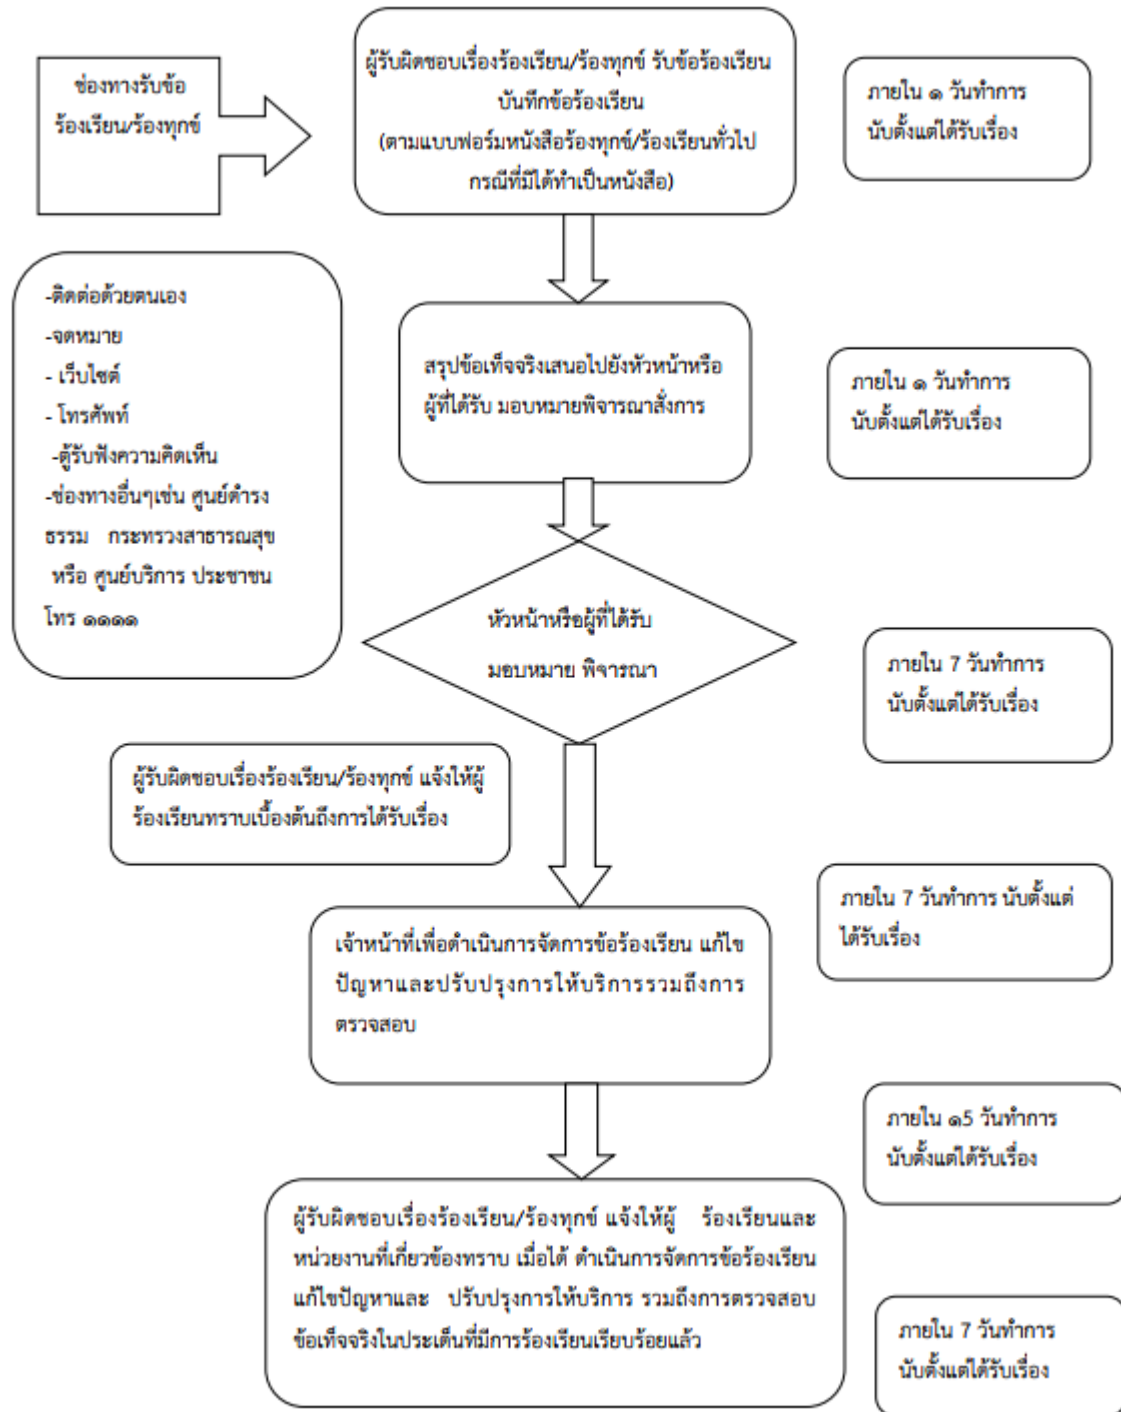 ช่องทางรับข้อ
ร้องเรียน/ร้องทุกข์
ผู้รับผิดชอบเรื่องร้องเรียน/ร้องทุกข์ รับข้อร้องเรียน
บันทึกข้อร้องเรียน
(ตามแบบฟอร์มหนังสือร้องทุกข์/ร้องเรียนทั่วไป
กรณีที่มิได้ทำเป็นหนังสือ)
ภายใน ๑ วันทำการ
นับตั้งแต่ได้รับเรื่อง
-ติดต่อด้วยตนเอง
-จดหมาย
- เว็บไซต์
- โทรศัพท์
-ตู้รับฟังความคิดเห็น
-ช่องทางอื่นๆเช่น ศูนย์ดำรง
ธรรม กระทรวงสาธารณสุข
หรือ ศูนย์บริการ ประชาชน
โทร ๑๑๑๑
สรุปข้อเท็จจริงเสนอไปยังหัวหน้าหรือ
ผู้ที่ได้รับ มอบหมายพิจารณาสั่งการ
ภายใน ๑ วันทำการ
นับตั้งแต่ได้รับเรื่อง
หัวหน้าหรือผู้ที่ได้รับ
มอบหมาย พิจารณา
ภายใน 7 วันทำการ
นับตั้งแต่ได้รับเรื่อง
ผู้รับผิดชอบเรื่องร้องเรียน/ร้องทุกข์ แจ้งให้ผู้
ร้องเรียนทราบเบื้องต้นถึงการได้รับเรื่อง
ภายใน 7 วันทำการ นับตั้งแต่
ได้รับเรื่อง
เจ้าหน้าที่เพื่อดำเนินการจัดการข้อร้องเรียน แก้ไข
ปัญหาและปรับปรุงการให้บริการรวมถึงการ
ตรวจสอบ
ภายใน ๑5 วันทำการ
นับตั้งแต่ได้รับเรื่อง
ผู้รับผิดชอบเรื่องร้องเรียน/ร้องทุกข์ แจ้งให้ผู้ ร้องเรียนและ
หน่วยงานที่เกี่ยวข้องทราบ เมื่อได้ ดำเนินการจัดการข้อร้องเรียน
แก้ไขปัญหาและ ปรับปรุงการให้บริการ รวมถึงการตรวจสอบ
ข้อเท็จจริงในประเด็นที่มีการร้องเรียนเรียบร้อยแล้ว
ภายใน 7 วันทำการ
นับตั้งแต่ได้รับเรื่อง